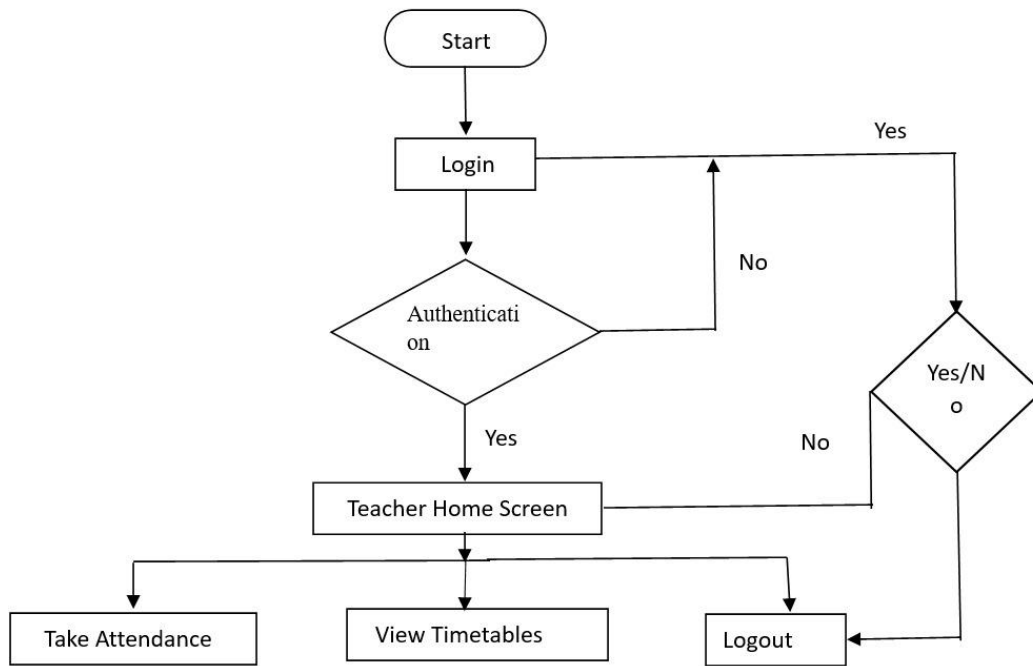 Start
Yes
Login
No
Authenticati
on
Yes/N
o
Yes
No
Teacher Home Screen
Take Attendance
View Timetables
Logout